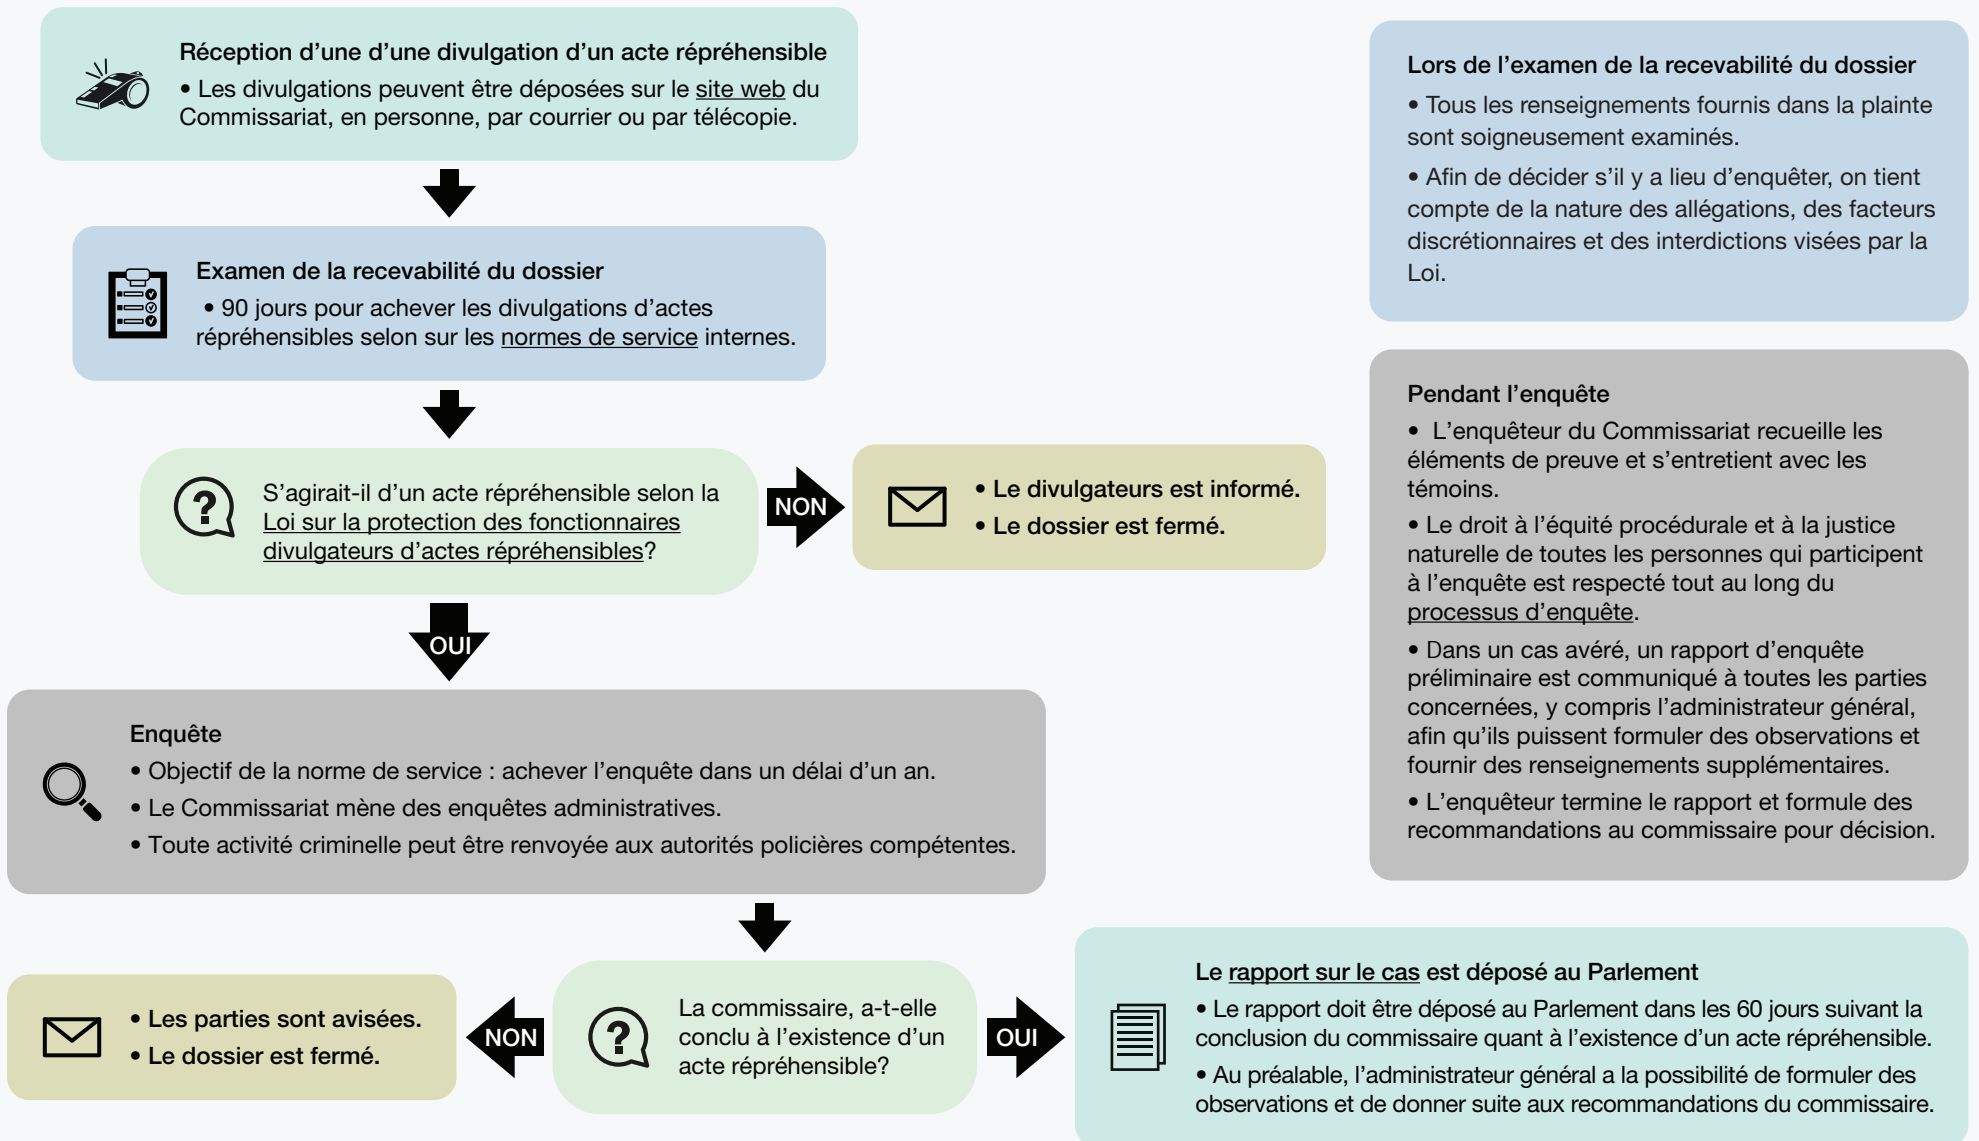 Réception d'une d'une divulgation d'un acte répréhensible
• Les divulgations peuvent être déposées sur le site web du
Commissariat, en personne, par courrier ou par télécopie.
Examen de la recevabilité du dossier
• 90 jours pour achever les divulgations d'actes
répréhensibles selon sur les normes de service internes.
S'agirait-il d'un acte répréhensible selon la
Loi sur la protection des fonctionnaires
divulgateurs d'actes répréhensibles?
NON
• Le divulgateurs est informé.
• Le dossier est fermé.
OUI
Enquête
• Objectif de la norme de service : achever l'enquête dans un délai d'un an.
• Le Commissariat mène des enquêtes administratives.
• Toute activité criminelle peut être renvoyée aux autorités policières compétentes.
La commissaire, a-t-elle
conclu à l'existence d'un
acte répréhensible?
NON
• Les parties sont avisées.
• Le dossier est fermé.
OUI
Le rapport sur le cas est déposé au Parlement
• Le rapport doit être déposé au Parlement dans les 60 jours suivant la
conclusion du commissaire quant à l'existence d'un acte répréhensible.
• Au préalable, l'administrateur général a la possibilité de formuler des
observations et de donner suite aux recommandations du commissaire.
Lors de l'examen de la recevabilité du dossier
• Tous les renseignements fournis dans la plainte
sont soigneusement examinés.
• Afin de décider s'il y a lieu d'enquêter, on tient
compte de la nature des allégations, des facteurs
discrétionnaires et des interdictions visées par la
Loi.
Pendant l'enquête
• L'enquêteur du Commissariat recueille les
éléments de preuve et s'entretient avec les
témoins.
• Le droit à l'équité procédurale et à la justice
naturelle de toutes les personnes qui participent
à l'enquête est respecté tout au long du
processus d'enquête.
• Dans un cas avéré, un rapport d'enquête
préliminaire est communiqué à toutes les parties
concernées, y compris l'administrateur général,
afin qu'ils puissent formuler des observations et
fournir des renseignements supplémentaires.
• L'enquêteur termine le rapport et formule des
recommandations au commissaire pour décision.